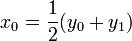 x_0 = \frac{1}{2}(y_0 + y_1)